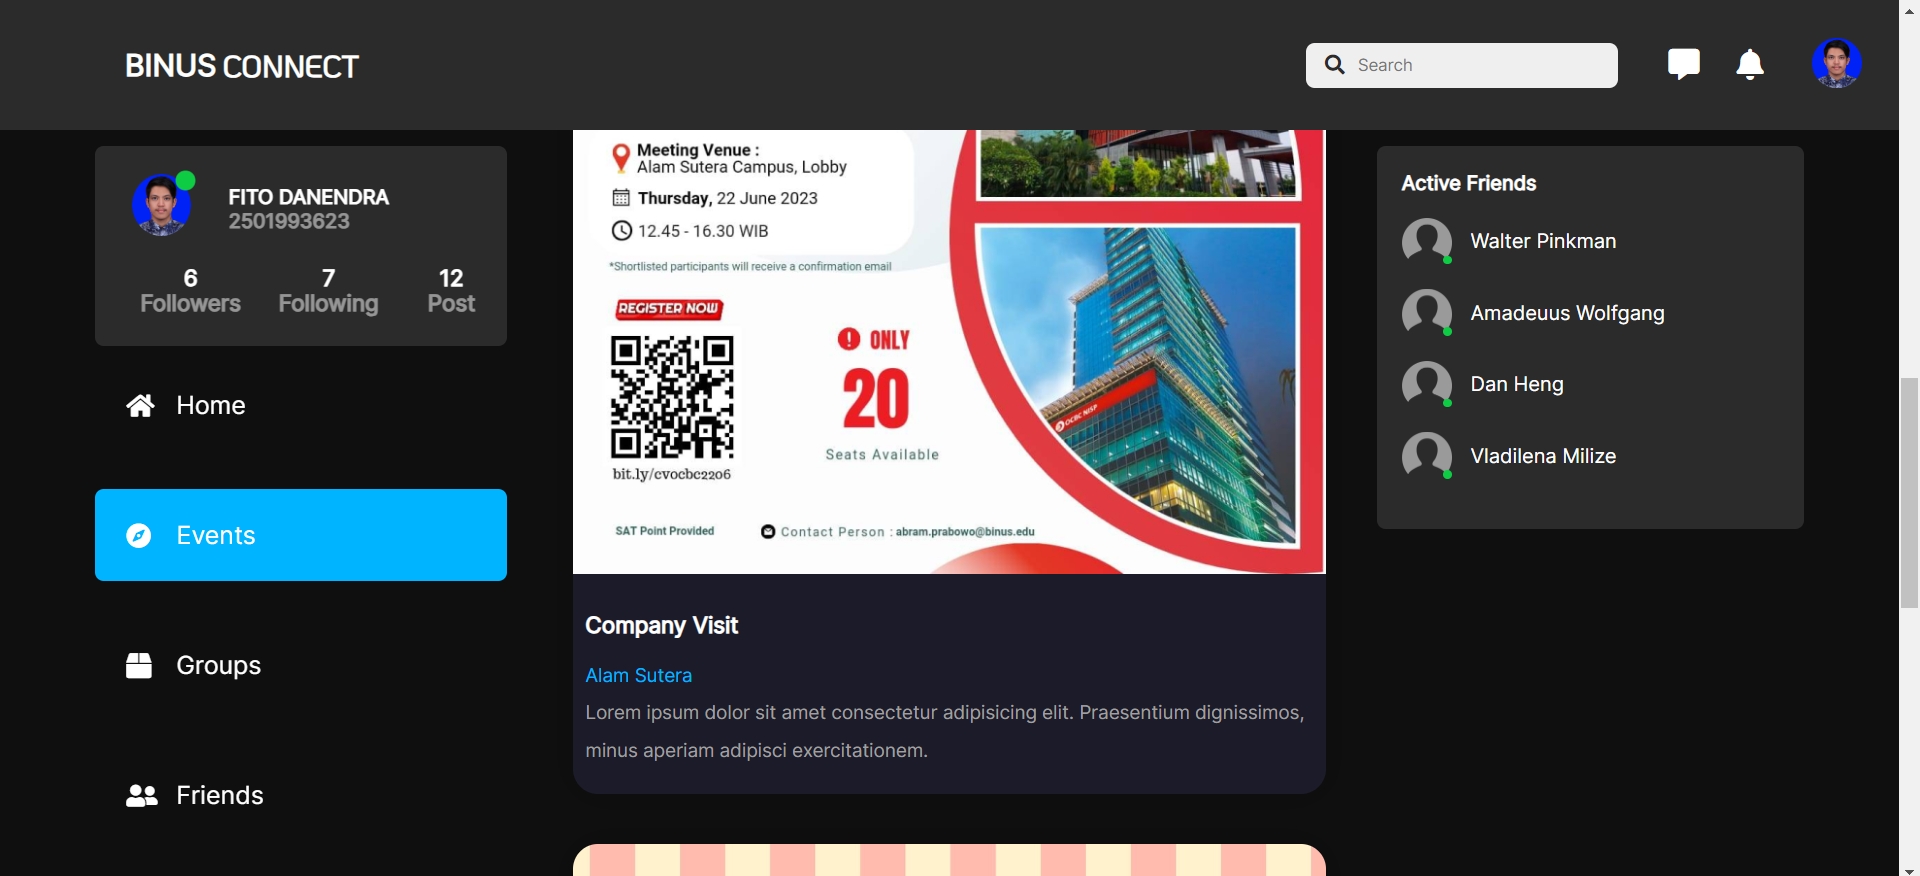 BINUS CONNECT
Search
FITO DANENDRA
2501993623
6
Followers
7
Following
12
Post
Home
Events
Groups
Friends
Meeting Venue :
Alam Sutera Campus, Lobby
Thursday, 22 June 2023
12.45 - 16.30 WIB
*Shortlisted participants will receive a confirmation email
REGISTER NOW
bit.ly/cvocbc2206
ONLY
20
Seats Available
OCBC NISP
SAT Point Provided
Contact Person : abram.prabowo@binus.edu
Company Visit
Alam Sutera
Lorem ipsum dolor sit amet consectetur adipisicing elit. Praesentium dignissimos,
minus aperiam adipisci exercitationem.
Active Friends
Walter Pinkman
Amadeuus Wolfgang
Dan Heng
Vladilena Milize